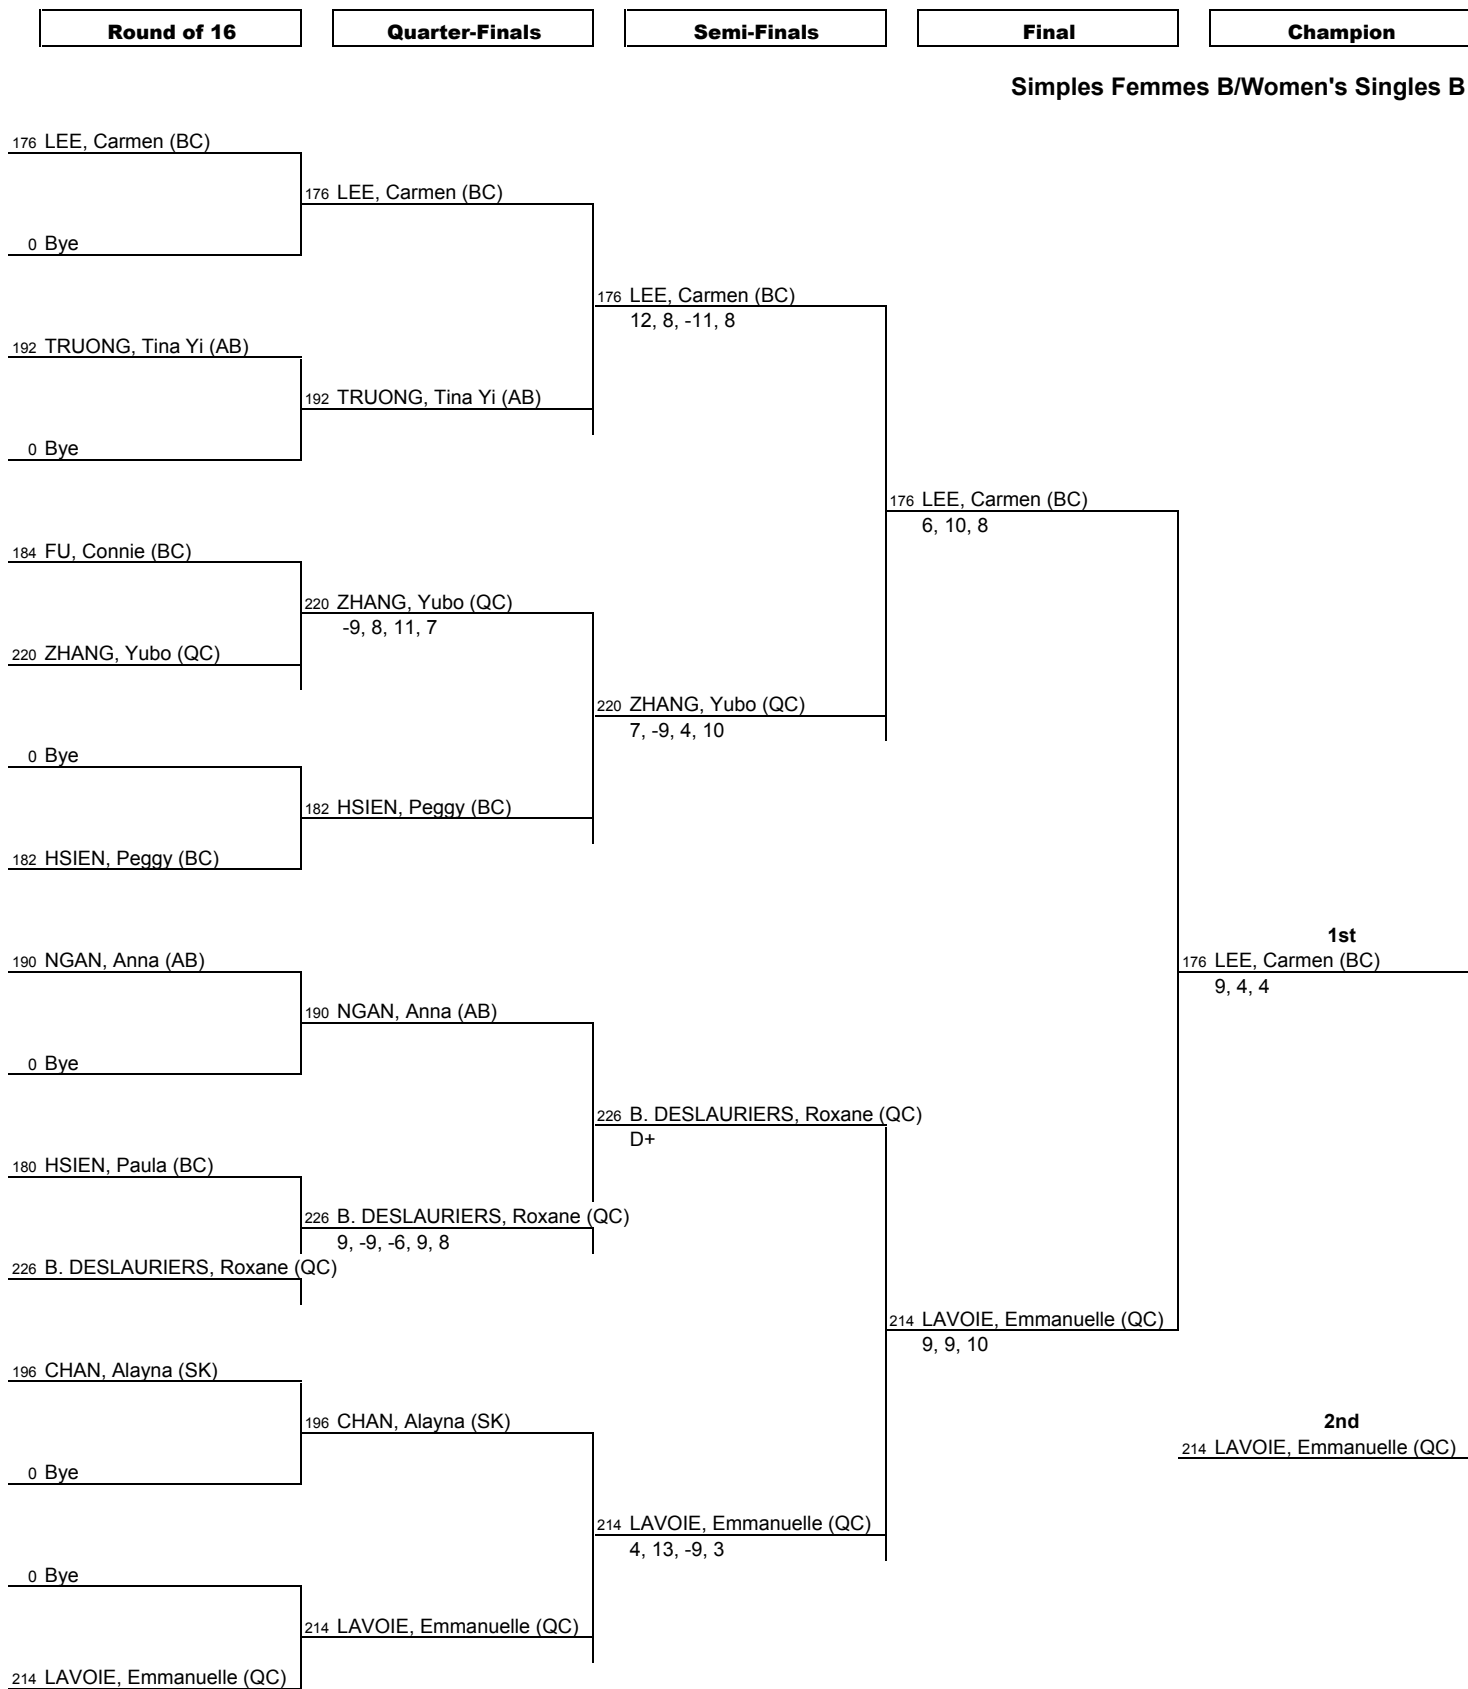 Round of 16 Quarter-Finals Semi-Finals Final Champion
Simples Femmes B/Women's Singles B
176 LEE, Carmen (BC)
176 LEE, Carmen (BC)
0 Bye
176 LEE, Carmen (BC)
12, 8, -11, 8
192 TRUONG, Tina Yi (AB)
192 TRUONG, Tina Yi (AB)
0 Bye
176 LEE, Carmen (BC)
6, 10, 8
184 FU, Connie (BC)
220 ZHANG, Yubo (QC)
-9, 8, 11, 7
220 ZHANG, Yubo (QC)
220 ZHANG, Yubo (QC)
7, -9, 4, 10
0 Bye
182 HSIEN, Peggy (BC)
182 HSIEN, Peggy (BC)
1st
190 NGAN, Anna (AB)
176 LEE, Carmen (BC)
9, 4, 4
190 NGAN, Anna (AB)
0 Bye
226 B. DESLAURIERS, Roxane (QC)
D+
180 HSIEN, Paula (BC)
226 B. DESLAURIERS, Roxane (QC)
9, -9, -6, 9, 8
226 B. DESLAURIERS, Roxane (QC)
214 LAVOIE, Emmanuelle (QC)
9, 9, 10
196 CHAN, Alayna (SK)
196 CHAN, Alayna (SK)
2nd
214 LAVOIE, Emmanuelle (QC)
0 Bye
214 LAVOIE, Emmanuelle (QC)
4, 13, -9, 3
0 Bye
214 LAVOIE, Emmanuelle (QC)
214 LAVOIE, Emmanuelle (QC)